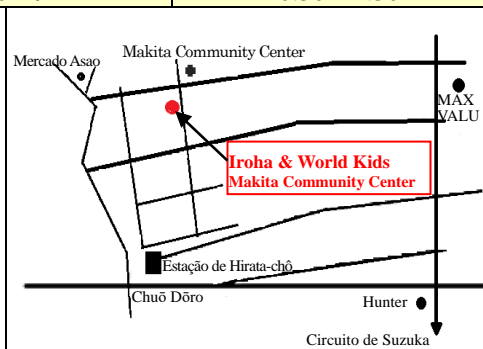 Makita Community Center
Mercado Asao
MAX
VALU
Iroha & World Kids
Makita Community Center
Estação de Hirata-chô
Chuō Dōro
Hunter
Circuito de Suzuka